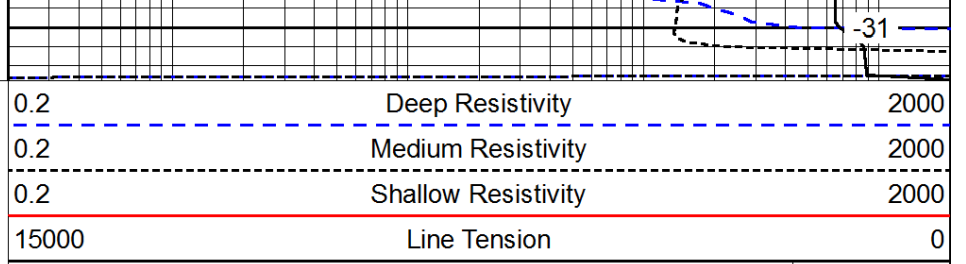 -31
0.2 Deep Resistivity 2000
0.2 Medium Resistivity 2000
0.2 Shallow Resistivity 2000
15000 Line Tension 0